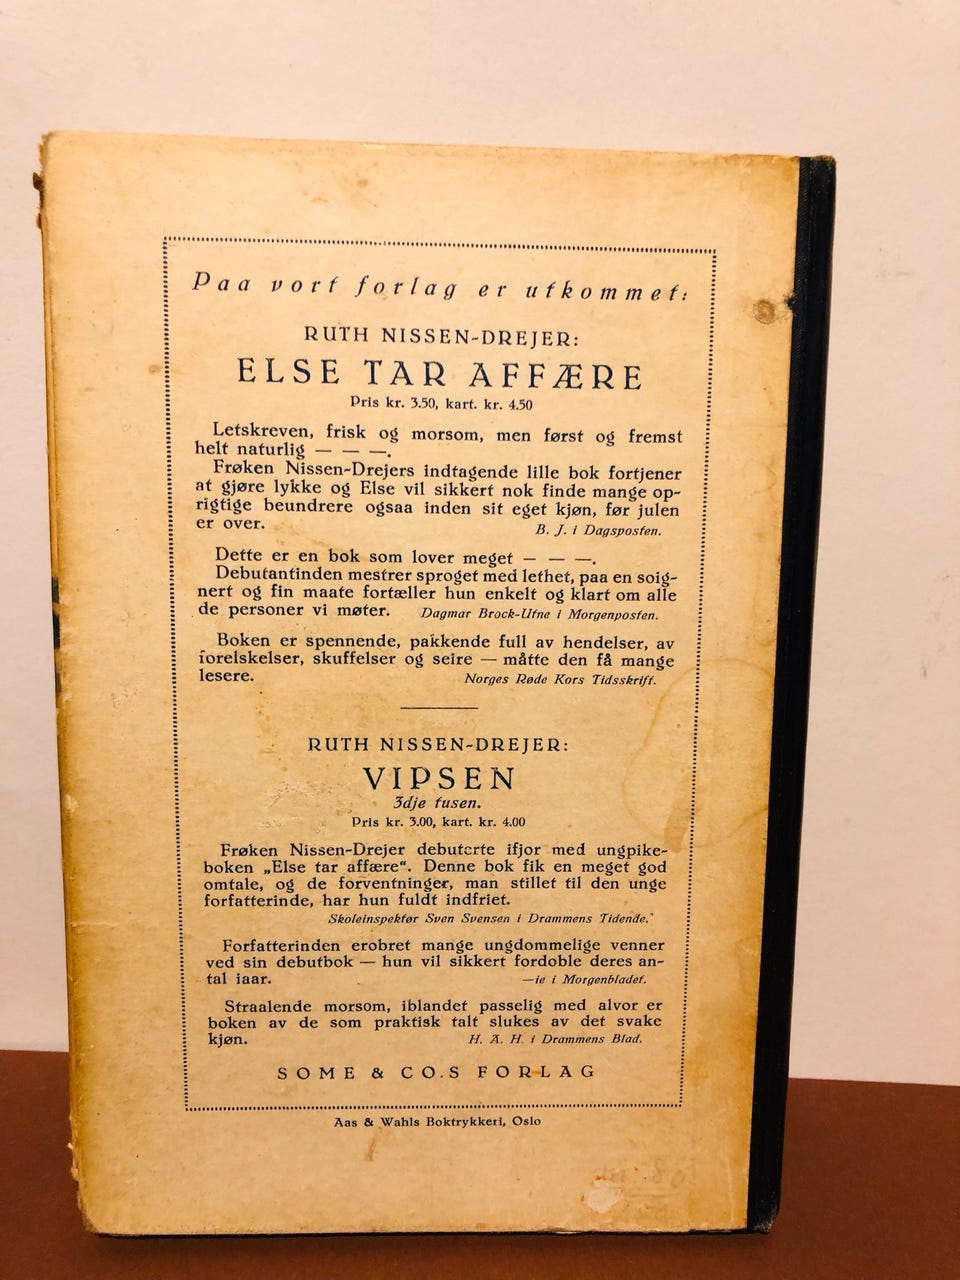 Paa vort forlag er utkommet:
RUTH NISSEN-DREJER:
ELSE TAR AFFÆRE
Pris kr. 3.50, kart. kr. 4.50
Letskreven, frisk og morsom, men først og fremst
helt naturlig — — —.
Frøken Nissen-Drejers indtagende lille bok fortjener
at gjøre lykke og Else vil sikkert nok finde mange op-
rigtige beundrere ogsaa inden sit eget kjøn, før julen
er over.
B. J. i Dagsposten.
Dette er en bok som lover meget — — —.
Debutantinden mestrer sproget med lethet, paa en soig-
nert og fin maate fortæller hun enkelt og klart om alle
de personer vi møter. Dagmar Brock-Utne i Morgenposten.
Boken er spennende, pakkende full av hendelser, av
forelskelser, skuffelser og seire — måtte den få mange
lesere. Norges Røde Kors Tidsskrift.
RUTH NISSEN-DREJER:
VIPSEN
3dje tusen.
Pris kr. 3.00, kart. kr. 4.00
Frøken Nissen-Drejer debuterte ifjor med ungpike-
boken „Else tar affære“. Denne bok fik en meget god
omtale, og de forventninger, man stillet til den unge
forfatterinde, har hun fuldt indfriet.
Skoleinspektør Sven Svensen i Drammens Tidende.
Forfatterinden erobret mange ungdommelige venner
ved sin debutbok — hun vil sikkert fordoble deres an-
tal iaar. —ie i Morgenbladet.
Straalende morsom, iblandet passelig med alvor er
boken av de som praktisk talt slukes av det svake
kjøn. H. A. H. i Drammens Blad.
SOME & CO.S FORLAG
Aas & Wahls Boktrykkeri, Oslo